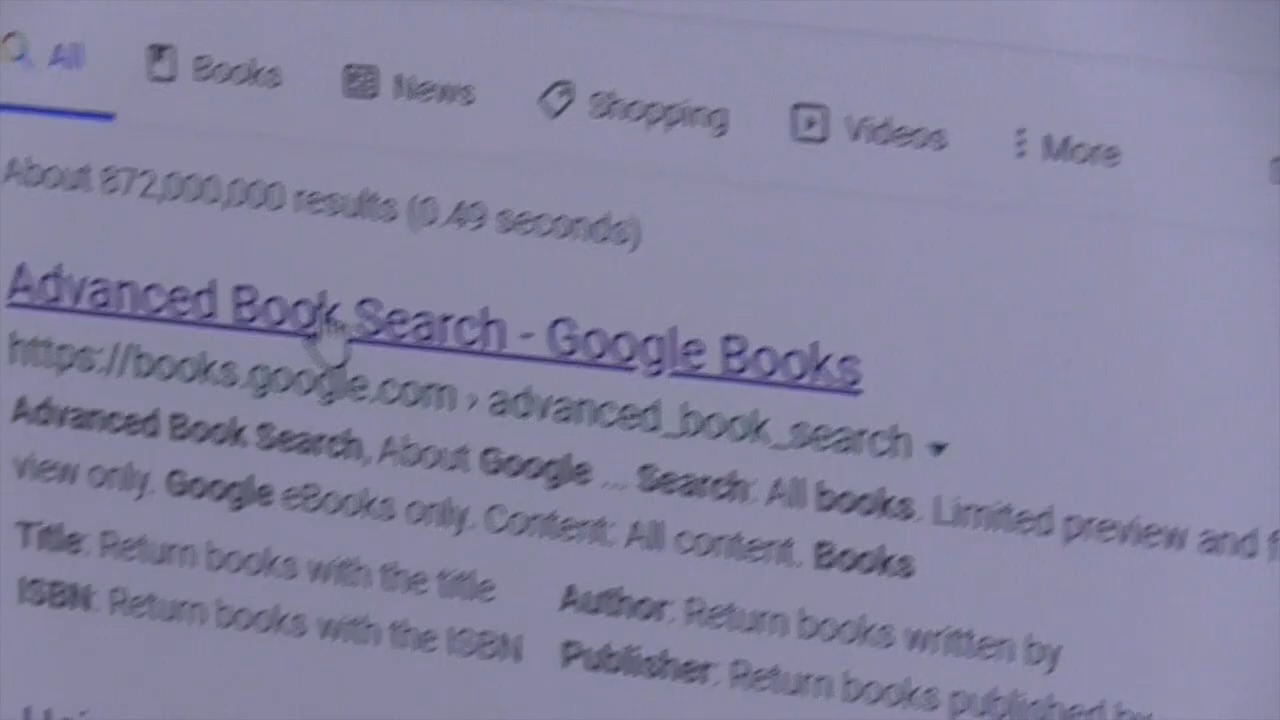 All Books News Shopping Videos More
About 872,000,000 results (0.49 seconds)
Advanced Book Search - Google Books
https://books.google.com › advanced_book_search
Advanced Book Search, About Google ... Search: All books. Limited preview and
view only. Google eBooks only. Content: All content. Books
Title: Return books with the title Author: Return books written by
ISBN: Return books with the ISBN Publisher: Return books published by